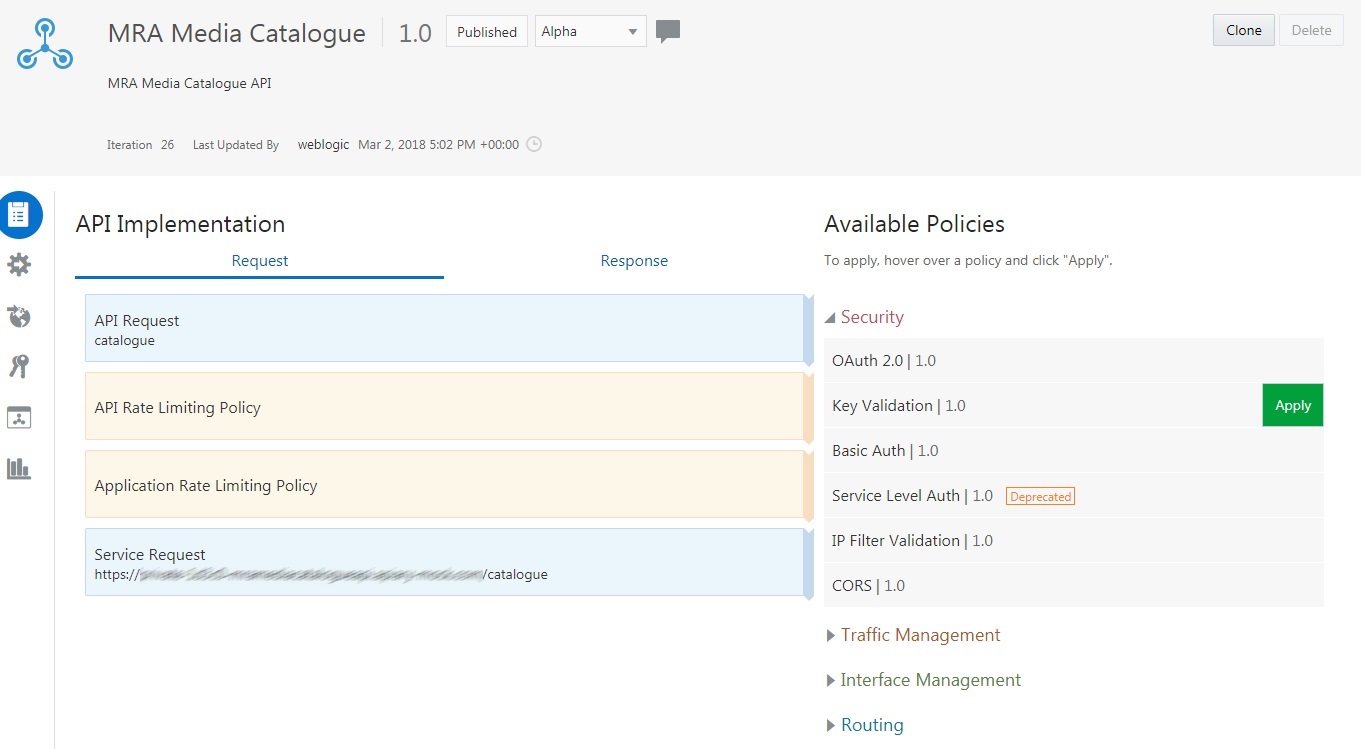 MRA Media Catalogue 1.0 Published Alpha Clone Delete
MRA Media Catalogue API
Iteration 26 Last Updated By weblogic Mar 2, 2018 5:02 PM +00:00
API Implementation
Request Response
API Request
catalogue
API Rate Limiting Policy
Application Rate Limiting Policy
Service Request
https:// /catalogue
Available Policies
To apply, hover over a policy and click "Apply".
Security
OAuth 2.0 | 1.0
Key Validation | 1.0 Apply
Basic Auth | 1.0
Service Level Auth | 1.0 Deprecated
IP Filter Validation | 1.0
CORS | 1.0
Traffic Management
Interface Management
Routing